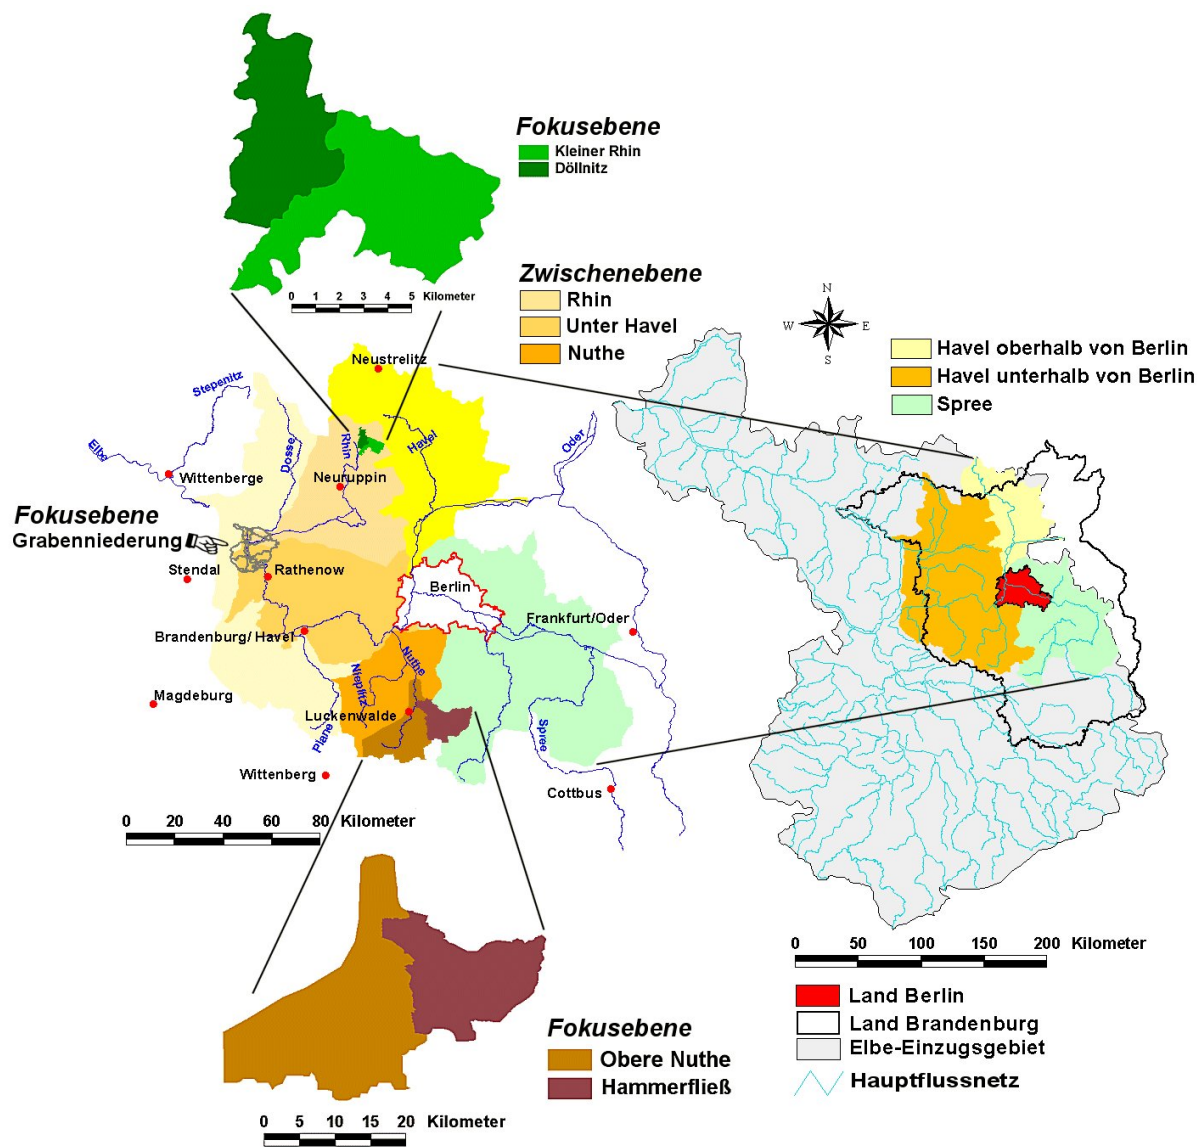 Fokusebene
Kleiner Rhin
Döllnitz
0 1 2 3 4 5 Kilometer
Zwischenebene
Rhin
Unter Havel
Nuthe
N
W E
S
Havel oberhalb von Berlin
Havel unterhalb von Berlin
Spree
Neustrelitz
Stepenitz
Elbe
Dosse
Rhin
Havel
Oder
Wittenberge
Neuruppin
Fokusebene
Grabenniederung
Stendal
Rathenow
Berlin
Frankfurt/Oder
Brandenburg/ Havel
Nuthe
Nieplitz
Magdeburg
Luckenwalde
Plane
Spree
Wittenberg
Cottbus
0 20 40 60 80 Kilometer
0 50 100 150 200 Kilometer
Land Berlin
Land Brandenburg
Elbe-Einzugsgebiet
Hauptflussnetz
Fokusebene
Obere Nuthe
Hammerfließ
0 5 10 15 20 Kilometer